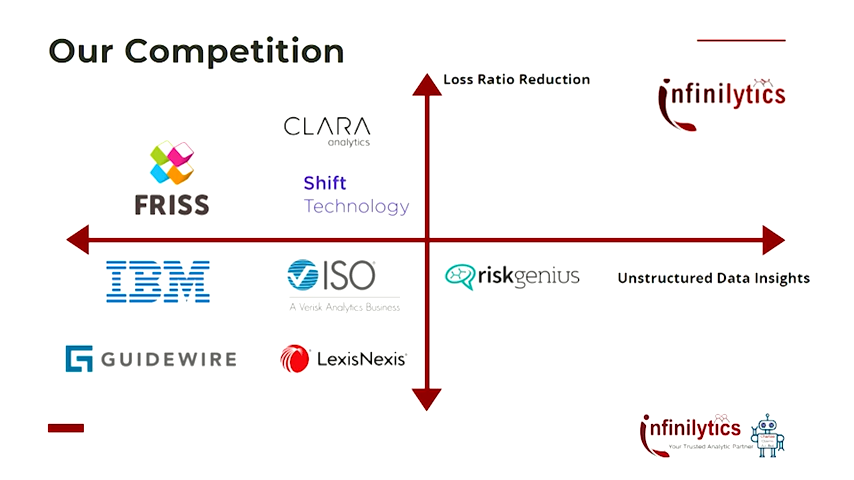 Our Competition
Loss Ratio Reduction
infinilytics
CLARA
analytics
FRISS
Shift
Technology
IBM
ISO
A Verisk Analytics Business
riskgenius
Unstructured Data Insights
GUIDEWIRE
LexisNexis
infinilytics
Your Trusted Analytic Partner